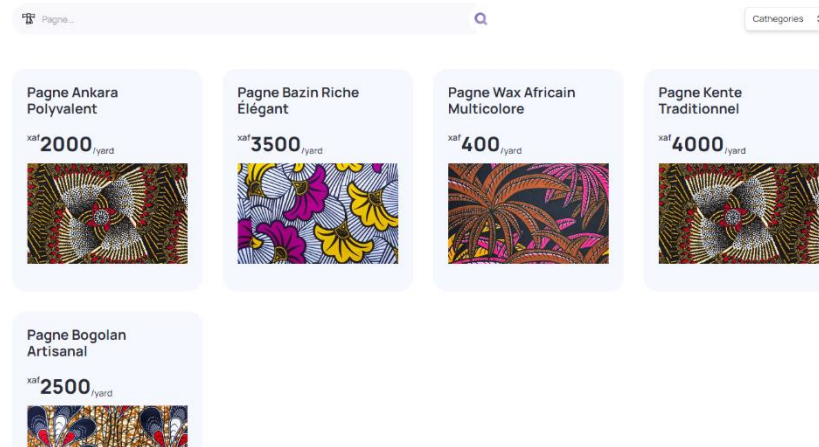 Pagne...
Cathegories
Pagne Ankara
Polyvalent
xaf2000/yard
Pagne Bazin Riche
Élégant
xaf3500/yard
Pagne Wax Africain
Multicolore
xaf400/yard
Pagne Kente
Traditionnel
xaf4000/yard
Pagne Bogolan
Artisanal
xaf2500/yard